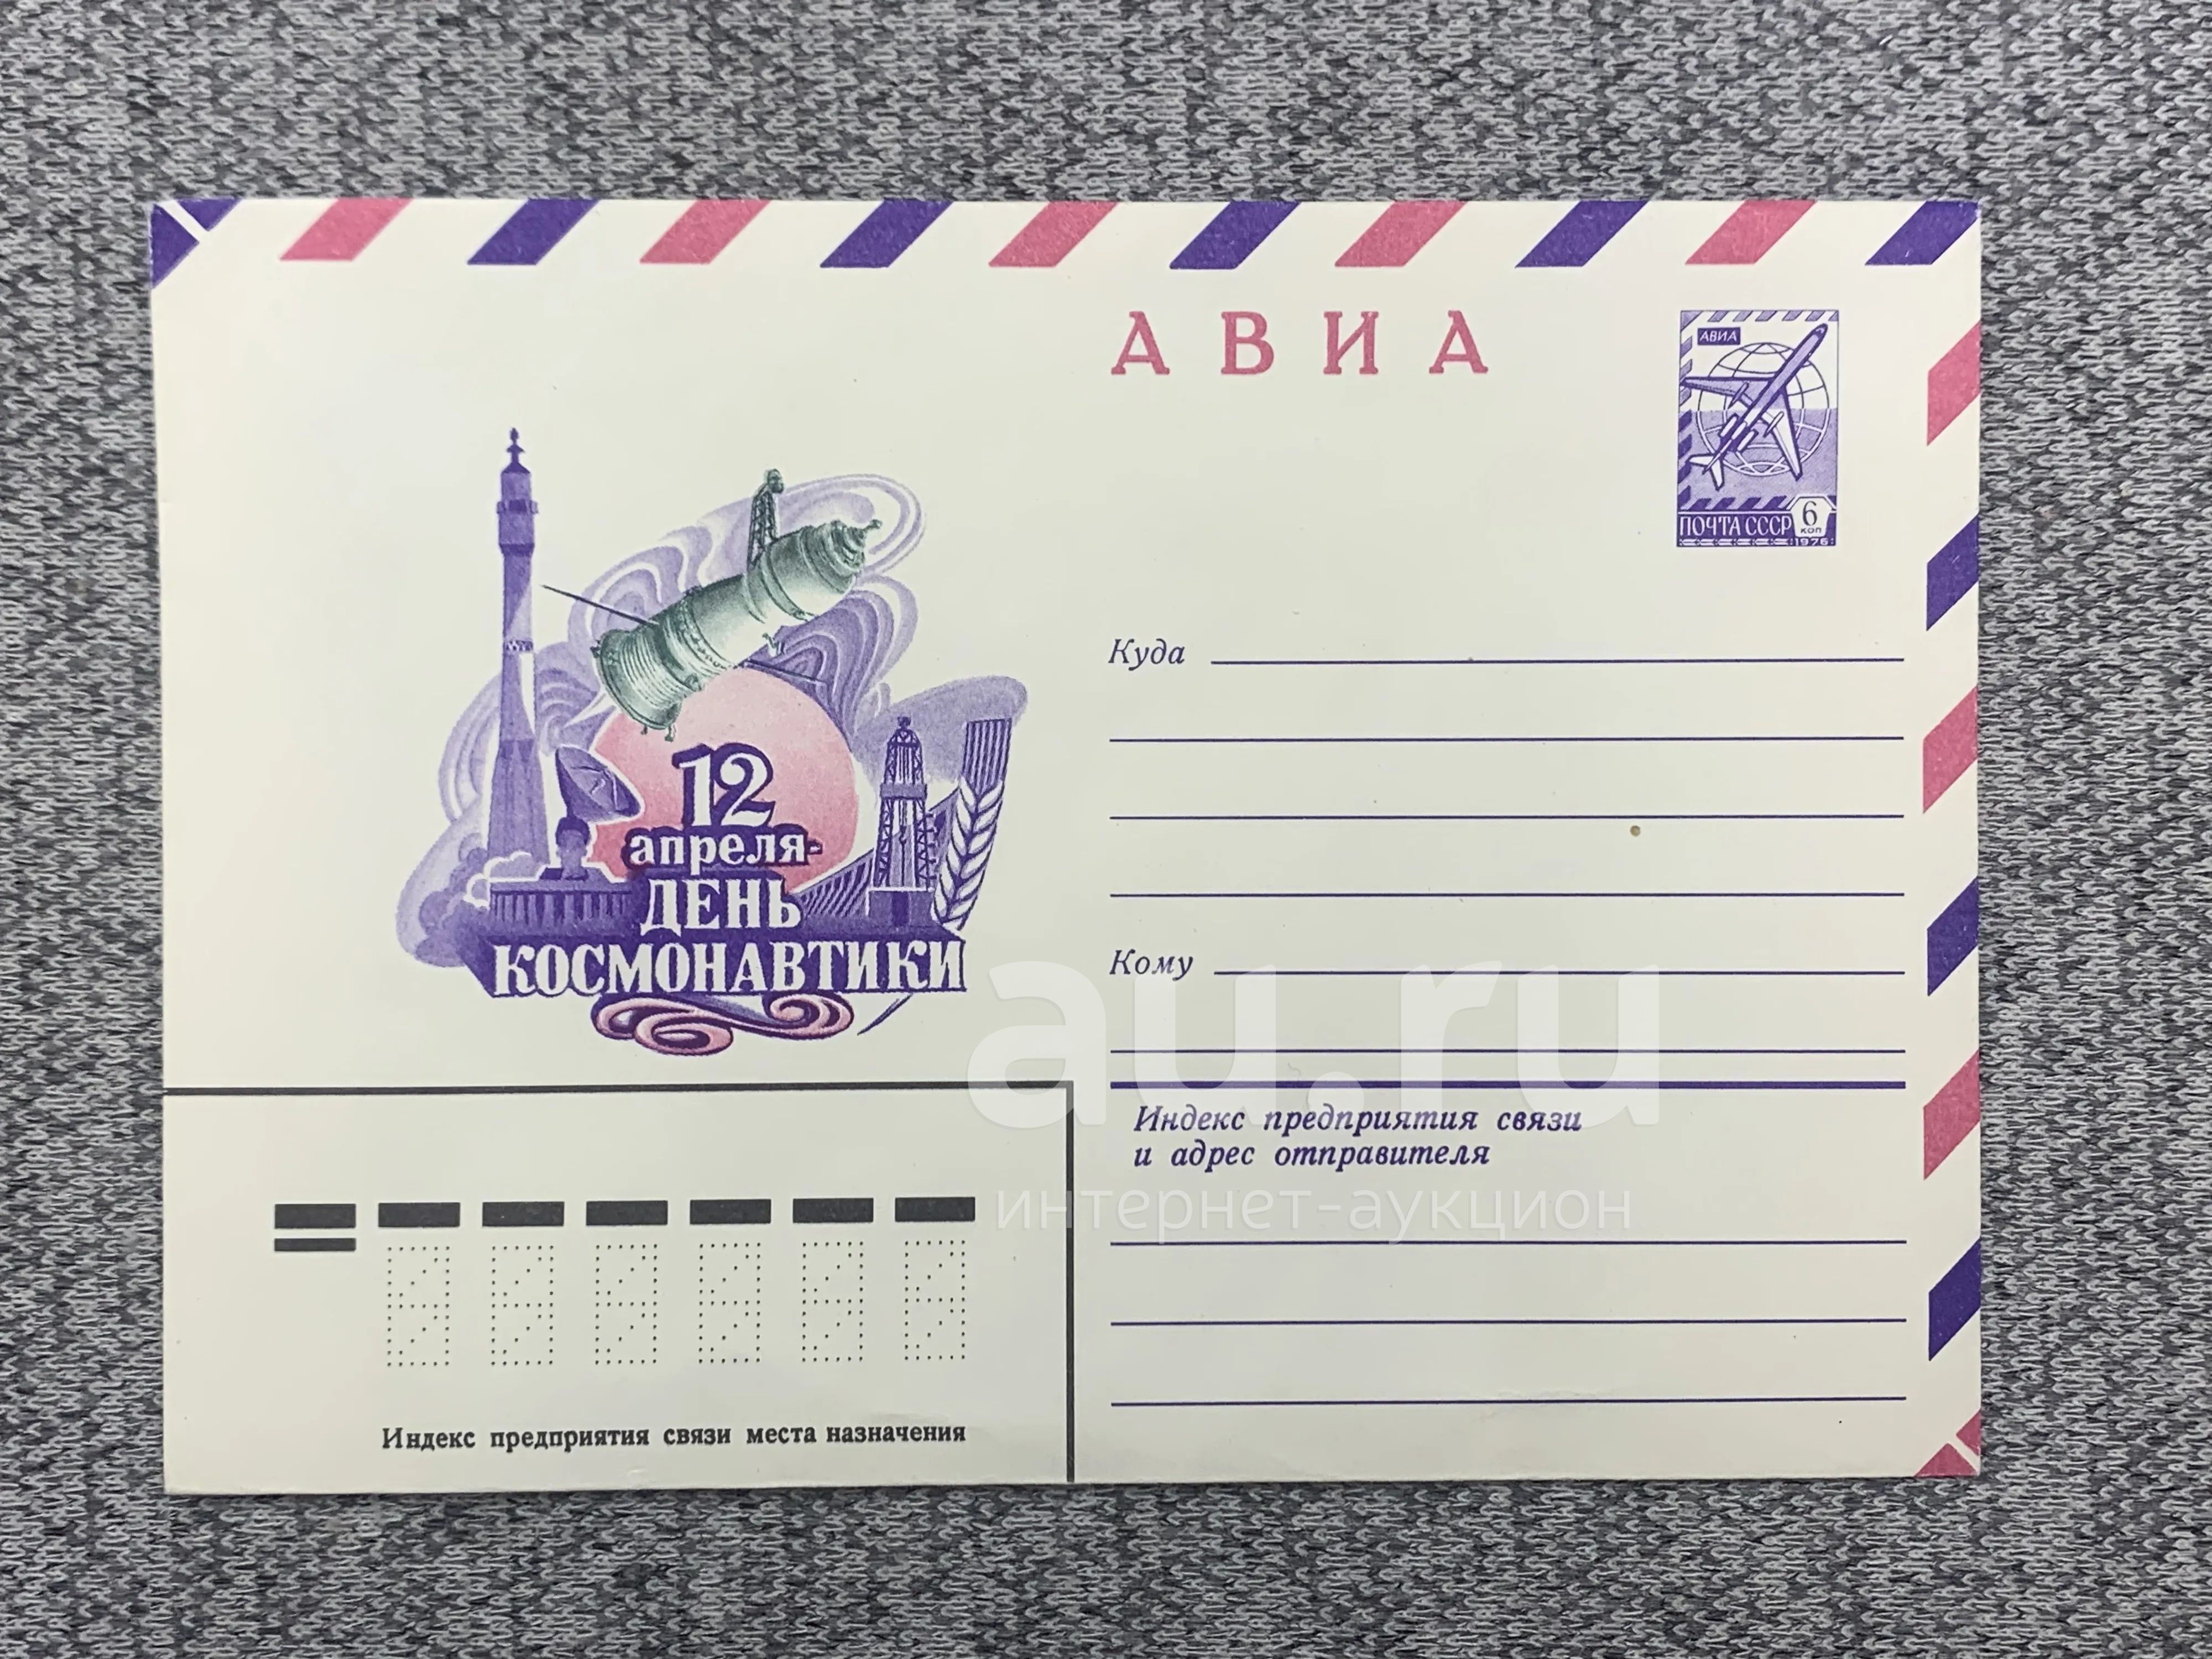 АВИА
АВИА
ПОЧТА СССР 6 коп
1976
12
апреля-
ДЕНЬ
КОСМОНАВТИКИ
Куда
Кому
Индекс предприятия связи
и адрес отправителя
Индекс предприятия связи места назначения
au.ru
интернет-аукцион